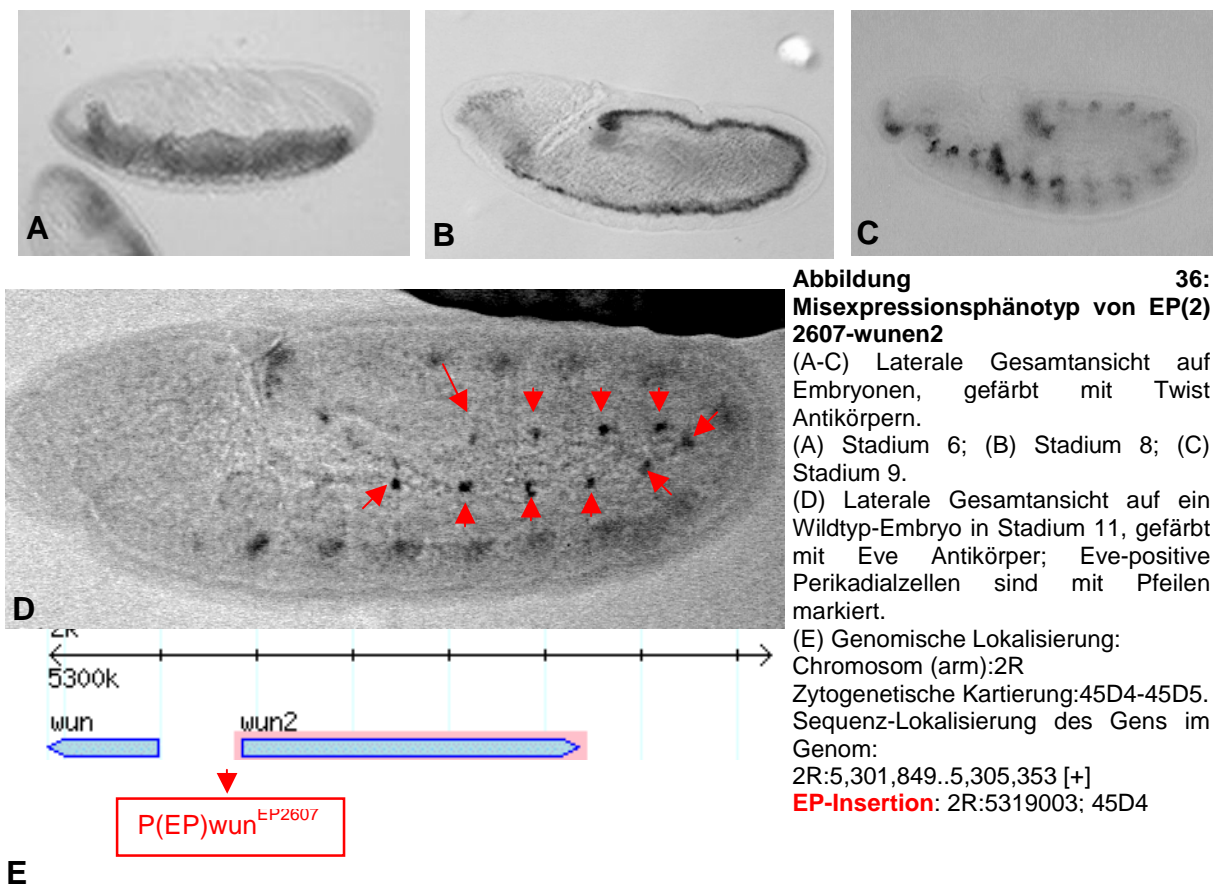 A
B
C
Abbildung 36:
Misexpressionsphänotyp von EP(2)
2607-wunen2
(A-C) Laterale Gesamtansicht auf
Embryonen, gefärbt mit Twist
Antikörpern.
(A) Stadium 6; (B) Stadium 8; (C)
Stadium 9.
(D) Laterale Gesamtansicht auf ein
Wildtyp-Embryo in Stadium 11, gefärbt
mit Eve Antikörper; Eve-positive
Perikadialzellen sind mit Pfeilen
markiert.
(E) Genomische Lokalisierung:
Chromosom (arm):2R
Zytogenetische Kartierung:45D4-45D5.
Sequenz-Lokalisierung des Gens im
Genom:
2R:5,301,849..5,305,353 [+]
EP-Insertion: 2R:5319003; 45D4
D
2R
5300k
wun wun2
P(EP)wunEP2607
E